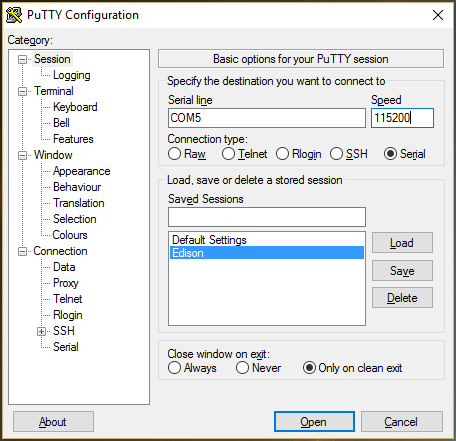 PuTTY Configuration
Category:
Session
Logging
Terminal
Keyboard
Bell
Features
Window
Appearance
Behaviour
Translation
Selection
Colours
Connection
Data
Proxy
Telnet
Rlogin
SSH
Serial
Basic options for your PuTTY session
Specify the destination you want to connect to
Serial line Speed
COM5 115200
Connection type:
Raw Telnet Rlogin SSH Serial
Load, save or delete a stored session
Saved Sessions
Default Settings
Edison
Load
Save
Delete
Close window on exit:
Always Never Only on clean exit
About Open Cancel